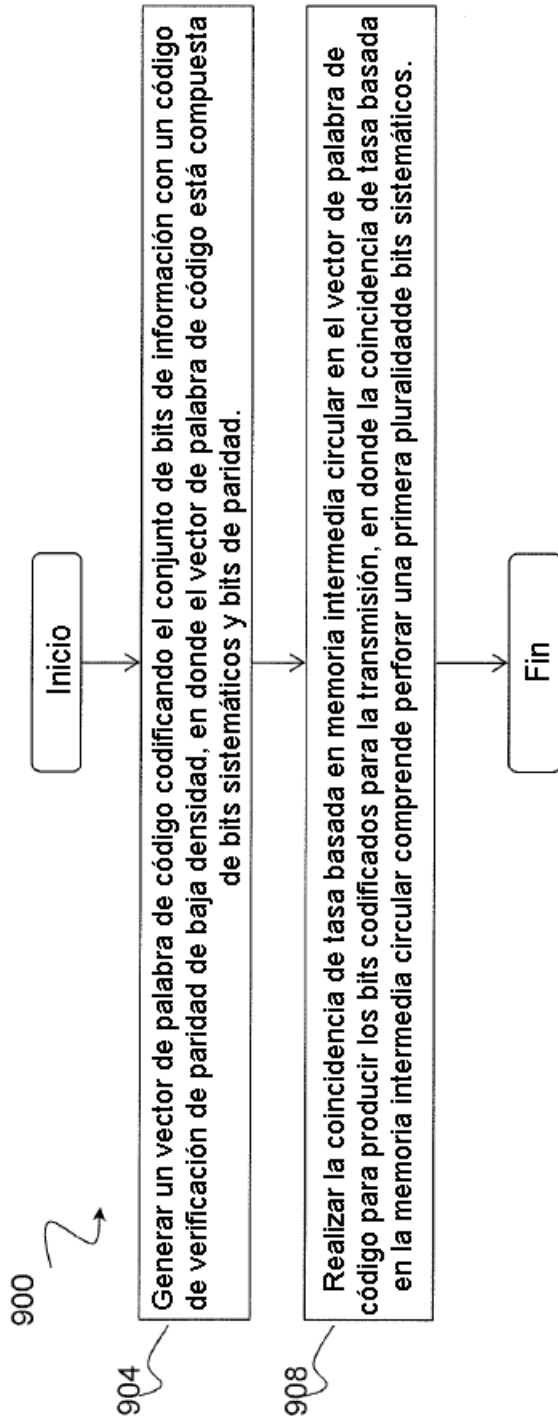 900
Inicio
904
Generar un vector de palabra de código codificando el conjunto de bits de información con un código
de verificación de paridad de baja densidad, en donde el vector de palabra de código está compuesta
de bits sistemáticos y bits de paridad.
908
Realizar la coincidencia de tasa basada en memoria intermedia circular en el vector de palabra de
código para producir los bits codificados para la transmisión, en donde la coincidencia de tasa basada
en la memoria intermedia circular comprende perforar una primera pluralidadde bits sistemáticos.
Fin